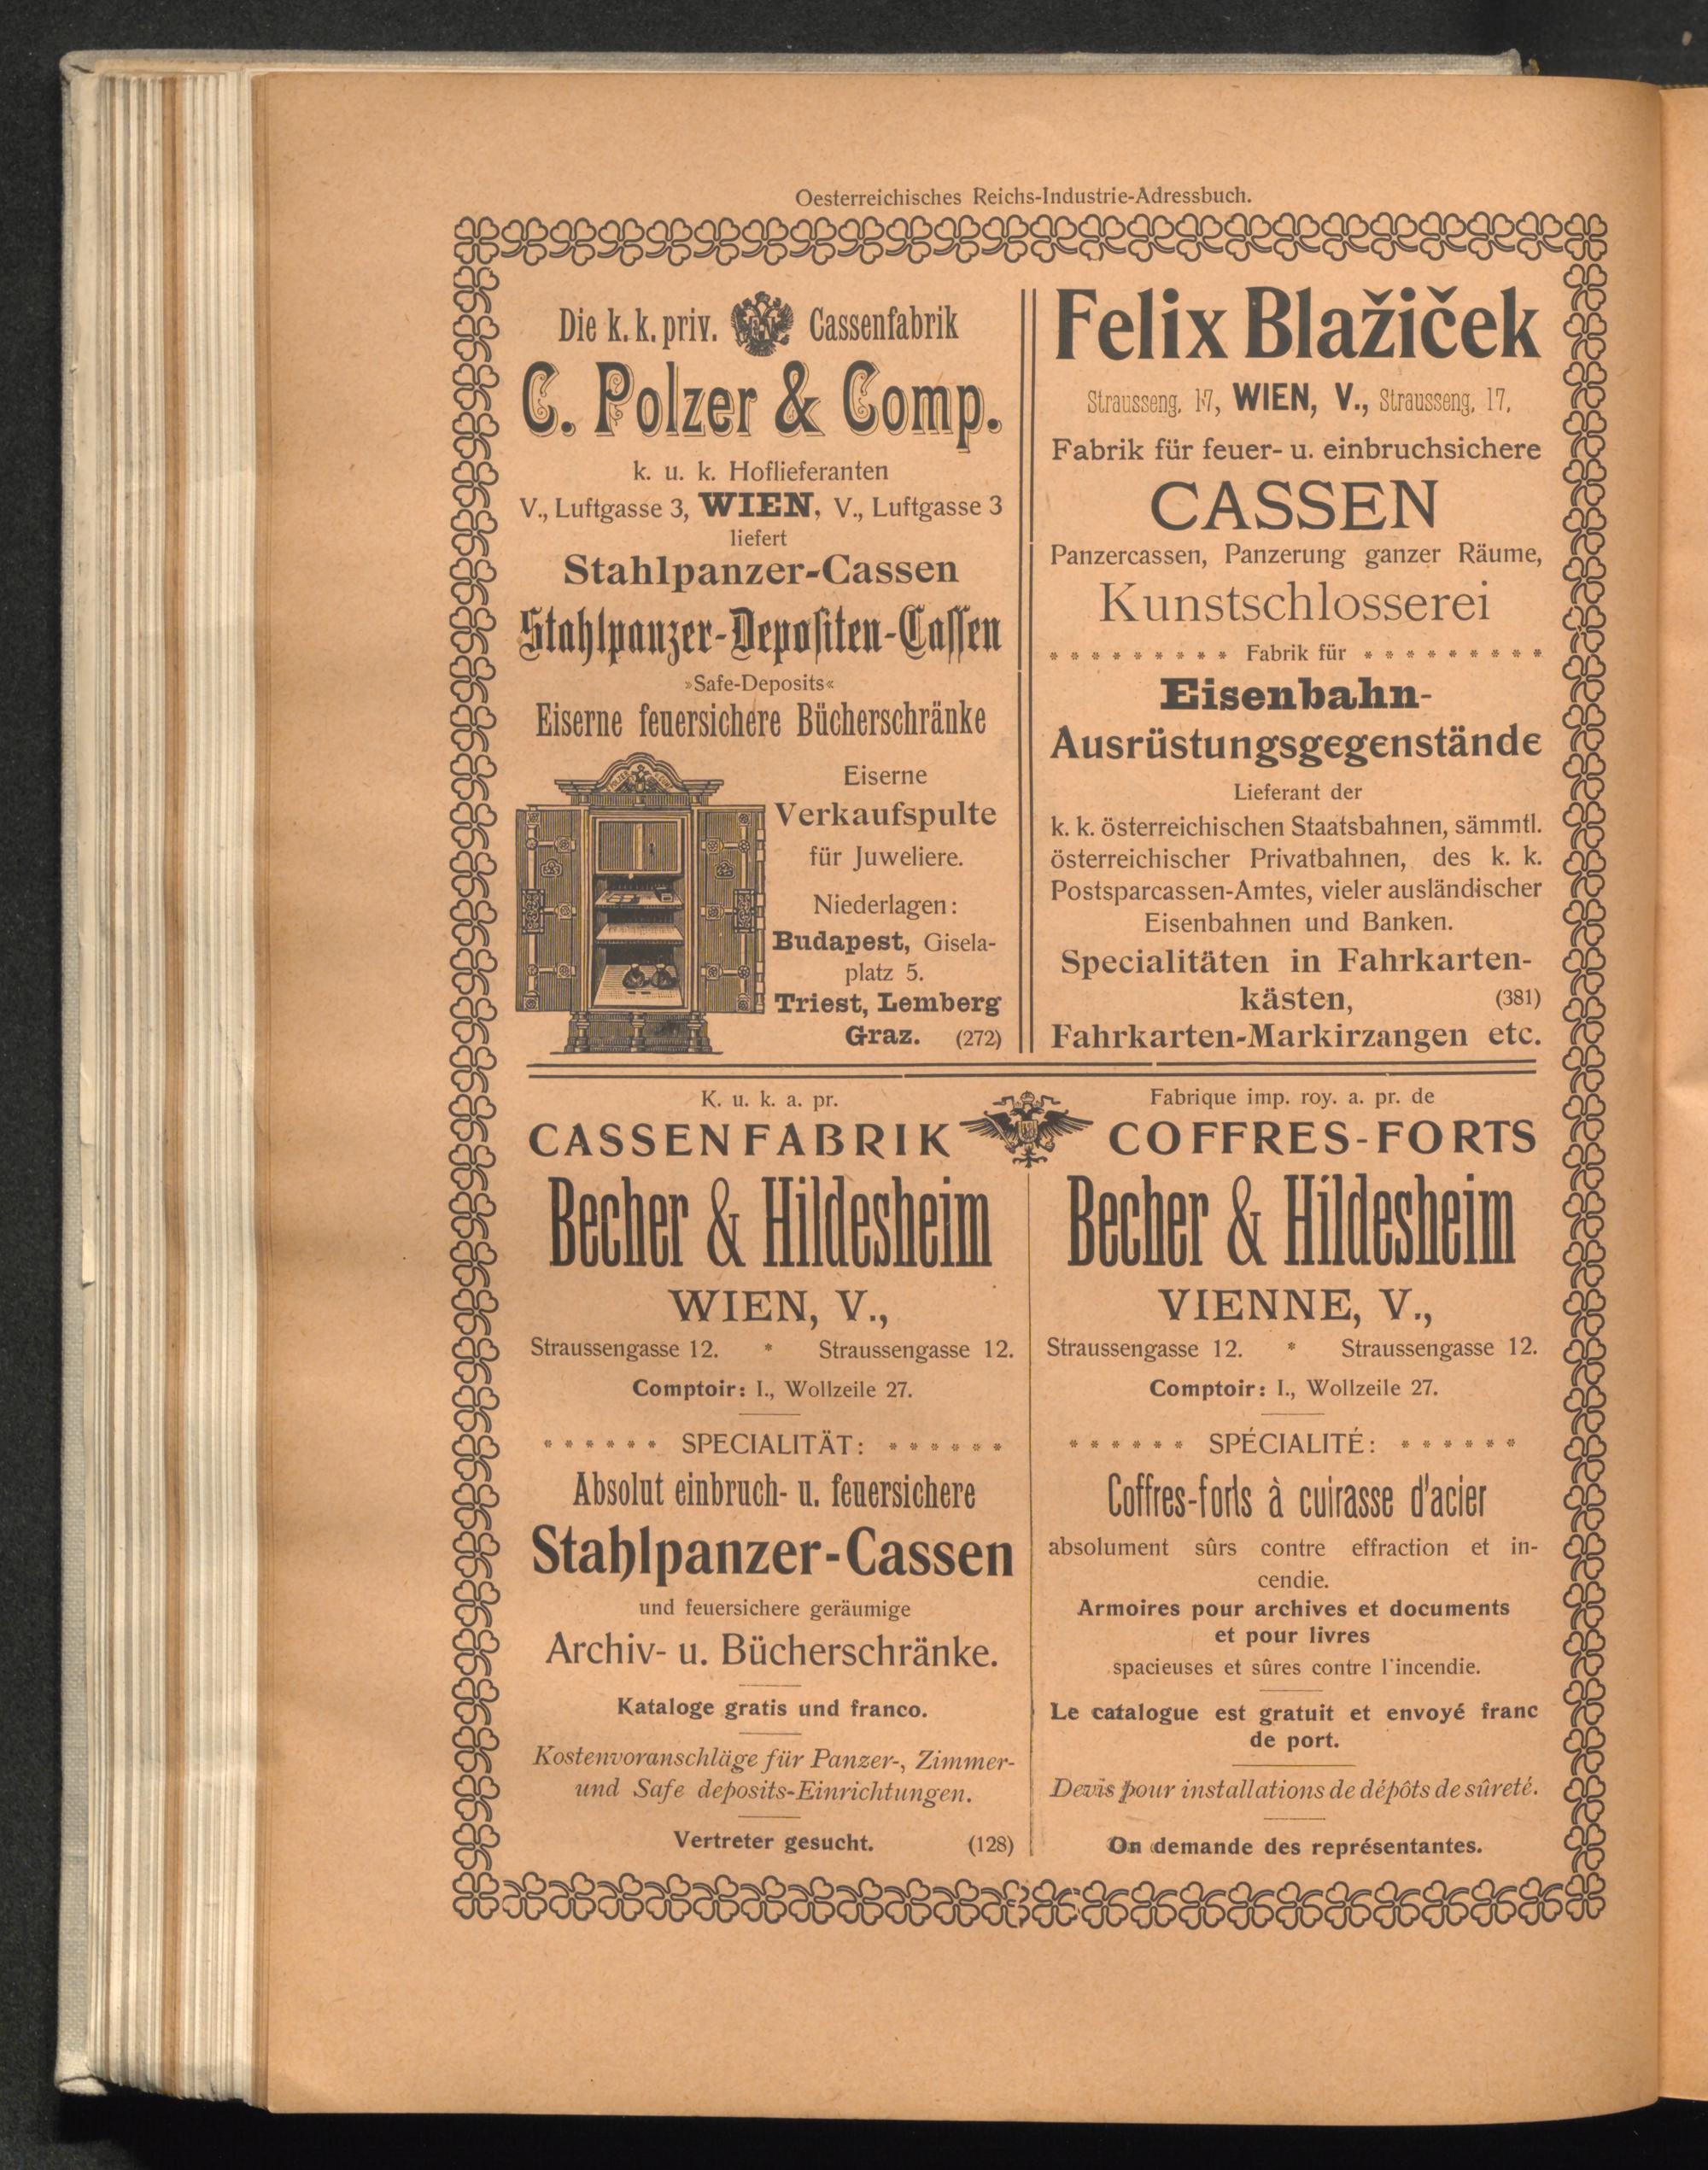 Oesterreichisches Reichs-Industrie-Adressbuch.
Die k. k. priv. Cassenfabrik
C. Polzer & Comp.
k. u. k. Hoflieferanten
V., Luftgasse 3, WIEN, V., Luftgasse 3
liefert
Stahlpanzer-Cassen
Stahlpanzer-Depositen-Cassen
»Safe-Deposits«
Eiserne feuersichere Bücherschränke
POLZER & COMP
Eiserne
Verkaufspulte
für Juweliere.
Niederlagen:
Budapest, Gisela-
platz 5.
Triest, Lemberg
Graz. (272)
Felix Blažiček
Strausseng. 17, WIEN, V., Strausseng. 17,
Fabrik für feuer- u. einbruchsichere
CASSEN
Panzercassen, Panzerung ganzer Räume,
Kunstschlosserei
* * * * * * * * * Fabrik für * * * * * * * * *
Eisenbahn-
Ausrüstungsgegenstände
Lieferant der
k. k. österreichischen Staatsbahnen, sämmtl.
österreichischer Privatbahnen, des k. k.
Postsparcassen-Amtes, vieler ausländischer
Eisenbahnen und Banken.
Specialitäten in Fahrkarten-
kästen, (381)
Fahrkarten-Markirzangen etc.
K. u. k. a. pr.
CASSENFABRIK
Becher & Hildesheim
WIEN, V.,
Straussengasse 12. * Straussengasse 12.
Comptoir: I., Wollzeile 27.
* * * * * * SPECIALITÄT: * * * * * *
Absolut einbruch- u. feuersichere
Stahlpanzer-Cassen
und feuersichere geräumige
Archiv- u. Bücherschränke.
Kataloge gratis und franco.
Kostenvoranschläge für Panzer-, Zimmer-
und Safe deposits-Einrichtungen.
Vertreter gesucht. (128)
Fabrique imp. roy. a. pr. de
COFFRES-FORTS
Becher & Hildesheim
VIENNE, V.,
Straussengasse 12. * Straussengasse 12.
Comptoir: I., Wollzeile 27.
* * * * * * SPÉCIALITÉ: * * * * * *
Coffres-forts à cuirasse d'acier
absolument sûrs contre effraction et in-
cendie.
Armoires pour archives et documents
et pour livres
spacieuses et sûres contre l'incendie.
Le catalogue est gratuit et envoyé franc
de port.
Devis pour installations de dépôts de sûreté.
On demande des représentantes.